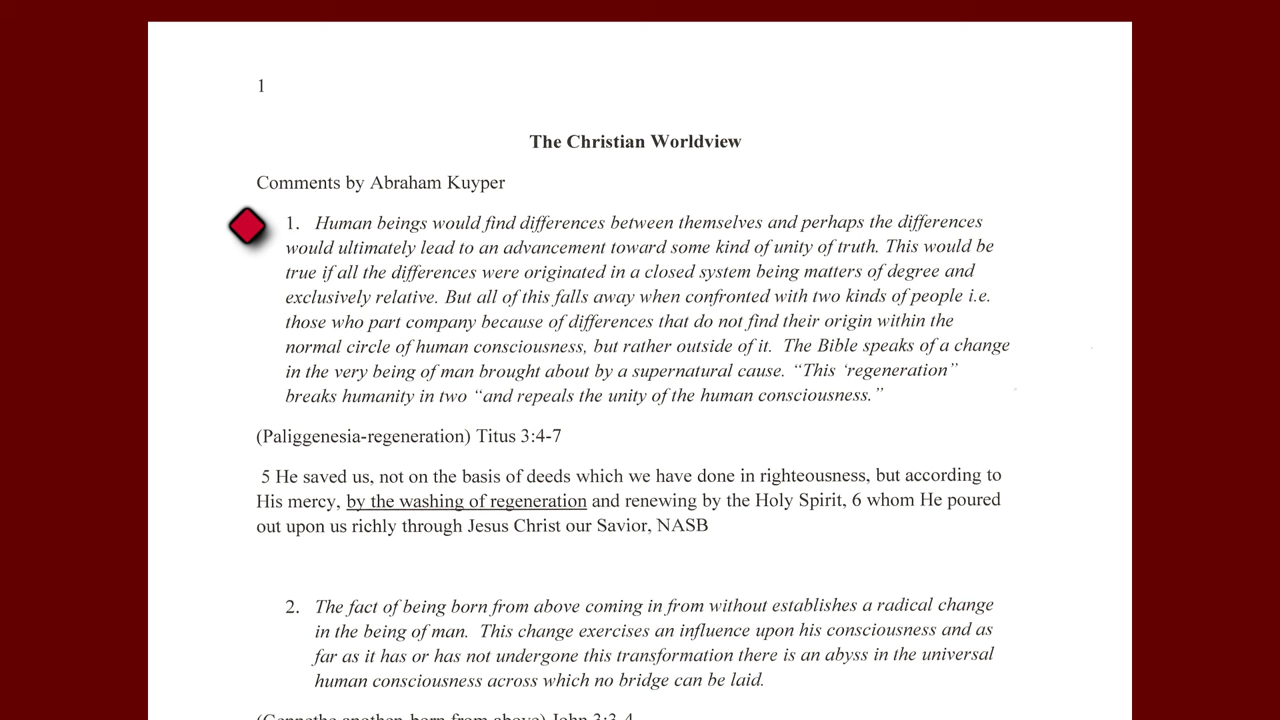 1
The Christian Worldview
Comments by Abraham Kuyper
1. Human beings would find differences between themselves and perhaps the differences
would ultimately lead to an advancement toward some kind of unity of truth. This would be
true if all the differences were originated in a closed system being matters of degree and
exclusively relative. But all of this falls away when confronted with two kinds of people i.e.
those who part company because of differences that do not find their origin within the
normal circle of human consciousness, but rather outside of it. The Bible speaks of a change
in the very being of man brought about by a supernatural cause. “This ‘regeneration”
breaks humanity in two “and repeals the unity of the human consciousness.”
(Paliggenesia-regeneration) Titus 3:4-7
5 He saved us, not on the basis of deeds which we have done in righteousness, but according to
His mercy, by the washing of regeneration and renewing by the Holy Spirit, 6 whom He poured
out upon us richly through Jesus Christ our Savior, NASB
2. The fact of being born from above coming in from without establishes a radical change
in the being of man. This change exercises an influence upon his consciousness and as
far as it has or has not undergone this transformation there is an abyss in the universal
human consciousness across which no bridge can be laid.
born from above) John 3:3-4